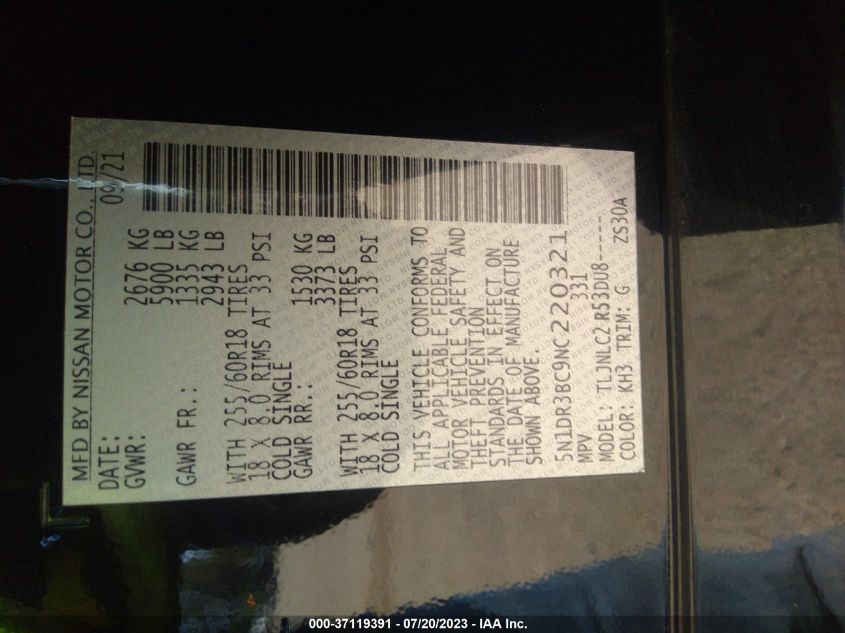 MFD BY NISSAN MOTOR CO., LTD.
DATE: 09/21
GVWR: 2676 KG
5900 LB
GAWR FR.: 1335 KG
2943 LB
WITH 255/60R18 TIRES
18 X 8.0 RIMS AT 33 PSI
COLD SINGLE
GAWR RR.: 1530 KG
3373 LB
WITH 255/60R18 TIRES
18 X 8.0 RIMS AT 33 PSI
COLD SINGLE
THIS VEHICLE CONFORMS TO
ALL APPLICABLE FEDERAL
MOTOR VEHICLE SAFETY AND
THEFT PREVENTION
STANDARDS IN EFFECT ON
THE DATE OF MANUFACTURE
SHOWN ABOVE.
5N1DR3BC9NC220321
MPV 331
MODEL: TLJNLC2 R53DU8------
COLOR: KH3 TRIM: G ZS30A
000-37119391 - 07/20/2023 - IAA Inc.